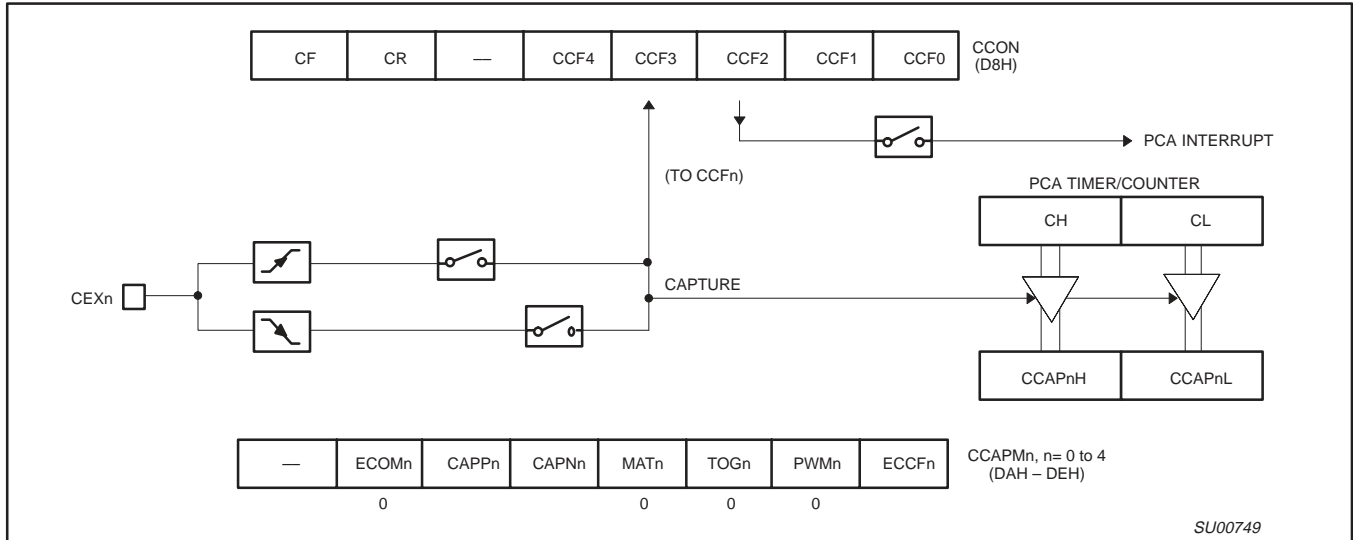 CF CR — CCF4 CCF3 CCF2 CCF1 CCF0
CCON
(D8H)
PCA INTERRUPT
(TO CCFn)
PCA TIMER/COUNTER
CH CL
CEXn
CAPTURE
CCAPnH CCAPnL
— ECOMn CAPPn CAPNn MATn TOGn PWMn ECCFn
CCAPMn, n= 0 to 4
(DAH – DEH)
0 0 0 0
SU00749